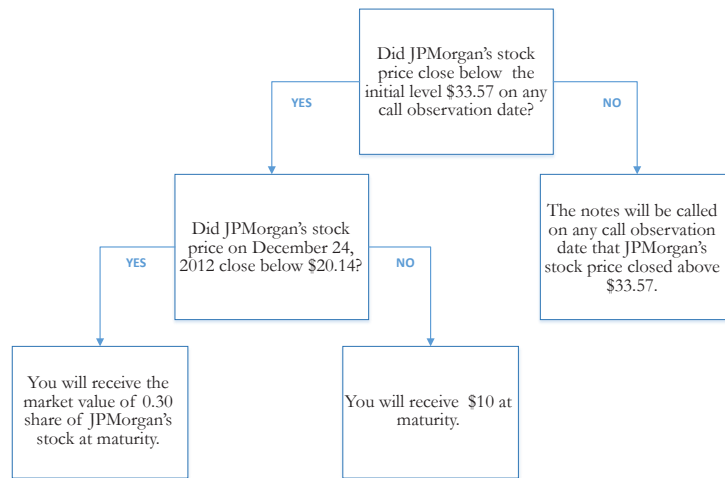 Did JPMorgan's stock
price close below the
initial level $33.57 on any
call observation date?
YES
NO
Did JPMorgan's stock
price on December 24,
2012 close below $20.14?
The notes will be called
on any call observation
date that JPMorgan's
stock price closed above
$33.57.
YES
NO
You will receive the
market value of 0.30
share of JPMorgan's
stock at maturity.
You will receive $10 at
maturity.